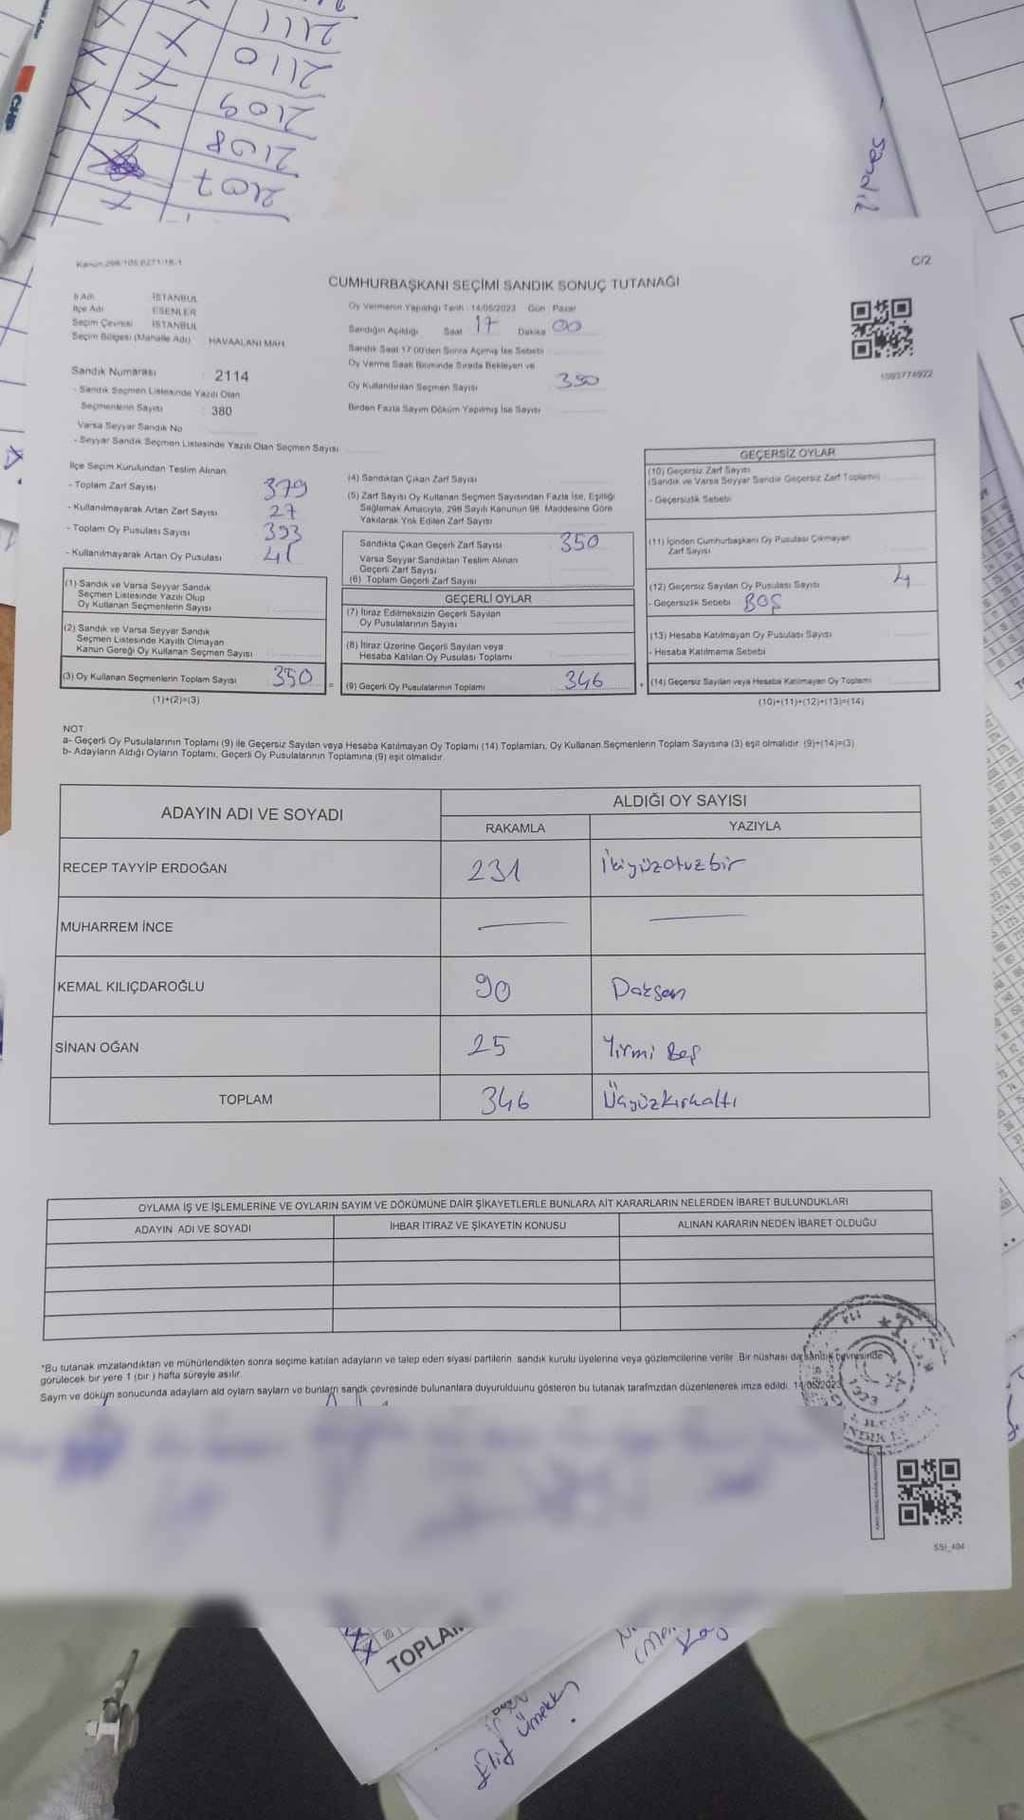 2111
2110
2109
2108
2107
CHP
C/2
CUMHURBAŞKANI SEÇİMİ SANDIK SONUÇ TUTANAĞI
İl Adı İSTANBUL
İlçe Adı ESENLER
Seçim Çevresi İSTANBUL
Seçim Bölgesi (Mahalle Adı) HAVAALANI MAH.
Sandık Numarası 2114
- Sandık Seçmen Listesinde Yazılı Olan
Seçmenlerin Sayısı : 380
Varsa Seyyar Sandık No
- Seyyar Sandık Seçmen Listesinde Yazılı Olan Seçmen Sayısı
Oy Vermenin Yapıldığı Tarih : 14/05/2023 Gün : Pazar
Sandığın Açıldığı Saat 17 Dakika 00
Sandık Saat 17:00'den Sonra Açılmış İse Sebebi
Oy Verme Saati Bitiminde Sırada Bekleyen ve
Oy Kullandırılan Seçmen Sayısı 350
Birden Fazla Sayım Döküm Yapılmış İse Sayısı
1593774922
İlçe Seçim Kurulundan Teslim Alınan
- Toplam Zarf Sayısı 379
- Kullanılmayarak Artan Zarf Sayısı 27
- Toplam Oy Pusulası Sayısı 393
- Kullanılmayarak Artan Oy Pusulası
(1) Sandık ve Varsa Seyyar Sandık
Seçmen Listesinde Yazılı Olup
Oy Kullanan Seçmenlerin Sayısı
(2) Sandık ve Varsa Seyyar Sandık
Seçmen Listesinde Kayıtlı Olmayan
Kanun Gereği Oy Kullanan Seçmen Sayısı
(3) Oy Kullanan Seçmenlerin Toplam Sayısı 350
(1)+(2)=(3)
(4) Sandıktan Çıkan Zarf Sayısı
(5) Zarf Sayısı Oy Kullanan Seçmen Sayısından Fazla İse, Eşitliği
Sağlamak Amacıyla, 298 Sayılı Kanunun 98. Maddesine Göre
Yakılarak Yok Edilen Zarf Sayısı
Sandıkta Çıkan Geçerli Zarf Sayısı 350
Varsa Seyyar Sandıktan Teslim Alınan
Geçerli Zarf Sayısı
(6) Toplam Geçerli Zarf Sayısı
GEÇERLİ OYLAR
(7) İtiraz Edilmeksizin Geçerli Sayılan
Oy Pusulalarının Sayısı
(8) İtiraz Üzerine Geçerli Sayılan veya
Hesaba Katılan Oy Pusulası Toplamı
(9) Geçerli Oy Pusulalarının Toplamı 346
GEÇERSİZ OYLAR
(10) Geçersiz Zarf Sayısı
(Sandık ve Varsa Seyyar Sandık Geçersiz Zarf Toplamı)
- Geçersizlik Sebebi
(11) İçinden Cumhurbaşkanı Oy Pusulası Çıkmayan
Zarf Sayısı
(12) Geçersiz Sayılan Oy Pusulası Sayısı 4
- Geçersizlik Sebebi BOŞ
(13) Hesaba Katılmayan Oy Pusulası Sayısı
- Hesaba Katılmama Sebebi
(14) Geçersiz Sayılan veya Hesaba Katılmayan Oy Toplamı
(10)+(11)+(12)+(13)=(14)
NOT
a- Geçerli Oy Pusulalarının Toplamı (9) ile Geçersiz Sayılan veya Hesaba Katılmayan Oy Toplamı (14) Toplamları, Oy Kullanan Seçmenlerin Toplam Sayısına (3) eşit olmalıdır. (9)+(14)=(3)
b- Adayların Aldığı Oyların Toplamı, Geçerli Oy Pusulalarının Toplamına (9) eşit olmalıdır.
ADAYIN ADI VE SOYADI ALDIĞI OY SAYISI
RAKAMLA YAZIYLA
RECEP TAYYİP ERDOĞAN 231 İkiyüzotuzbir
MUHARREM İNCE
KEMAL KILIÇDAROĞLU 90 Doksan
SİNAN OĞAN 25 Yirmi Beş
TOPLAM 346 Üçyüzkırkaltı
OYLAMA İŞ VE İŞLEMLERİNE VE OYLARIN SAYIM VE DÖKÜMÜNE DAİR ŞİKAYETLERLE BUNLARA AİT KARARLARIN NELERDEN İBARET BULUNDUKLARI
ADAYIN ADI VE SOYADI İHBAR İTİRAZ VE ŞİKAYETİN KONUSU ALINAN KARARIN NEDEN İBARET OLDUĞU
*Bu tutanak imzalandıktan ve mühürlendikten sonra seçime katılan adayların ve talep eden siyasi partilerin sandık kurulu üyelerine veya gözlemcilerine verilir. Bir nüshası da sandık çevresinde
görülecek bir yere 1 (bir) hafta süreyle asılır.
Sayım ve döküm sonucunda adayların ald oyların sayıları ve bunların sandık çevresinde bulunanlara duyurulduunu gösteren bu tutanak tarafımzdan düzenlenerek imza edildi. 14/05/2023
1923
SSI_404
TOPLAM
Elif